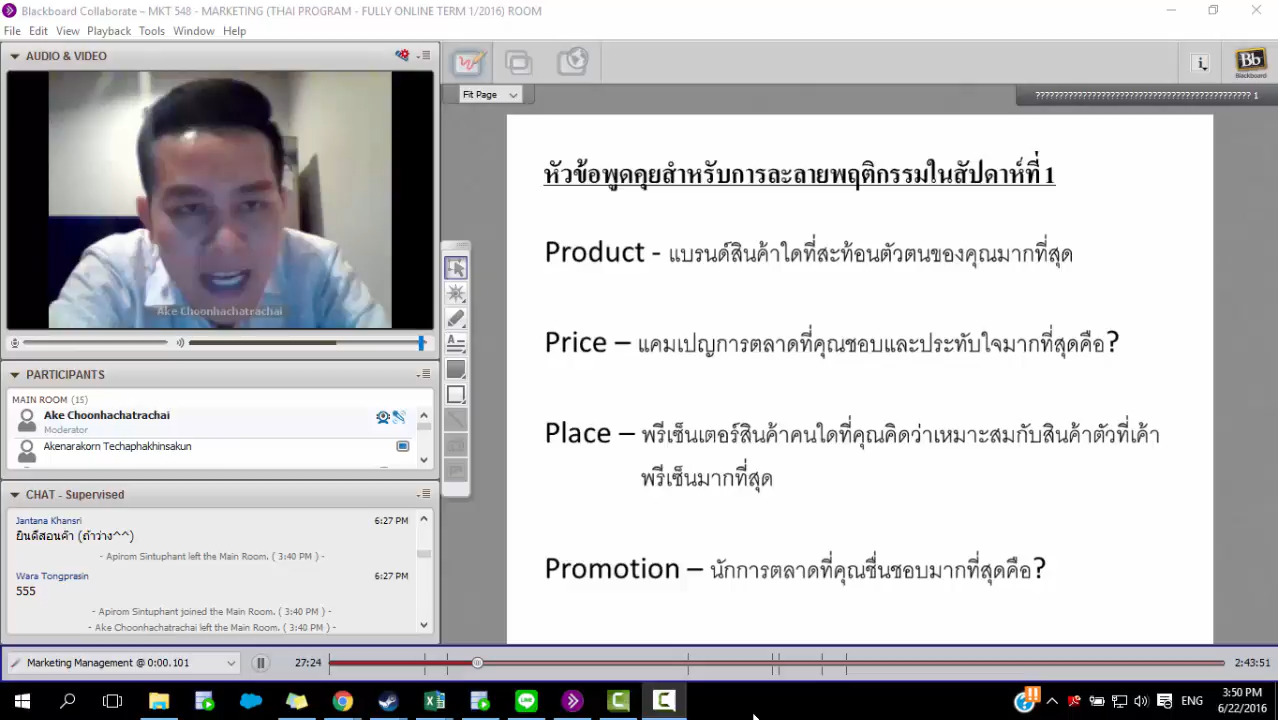 Blackboard Collaborate – MKT 548 - MARKETING (THAI PROGRAM - FULLY ONLINE TERM 1/2016) ROOM
File Edit View Playback Tools Window Help
AUDIO & VIDEO
Ake Choonhachatrachai
PARTICIPANTS
MAIN ROOM (15)
Ake Choonhachatrachai
Moderator
Akenarakorn Techaphakhinsakun
CHAT - Supervised
Jantana Khansri 6:27 PM
ยินดีสอนค้า (ถ้าว่าง^^)
- Apirom Sintuphant left the Main Room. ( 3:40 PM ) -
Wara Tongprasin 6:27 PM
555
- Apirom Sintuphant joined the Main Room. ( 3:40 PM ) -
- Ake Choonhachatrachai left the Main Room. ( 3:40 PM ) -
Fit Page
Bb
Blackboard
หัวข้อพูดคุยสำหรับการละลายพฤติกรรมในสัปดาห์ที่ 1
Product - แบรนด์สินค้าใดที่สะท้อนตัวตนของคุณมากที่สุด
Price – แคมเปญการตลาดที่คุณชอบและประทับใจมากที่สุดคือ?
Place – พรีเซ็นเตอร์สินค้าคนใดที่คุณคิดว่าเหมาะสมกับสินค้าตัวที่เค้า
พรีเซ็นมากที่สุด
Promotion – นักการตลาดที่คุณชื่นชอบมากที่สุดคือ?
Marketing Management @ 0:00.101
27:24
2:43:51
ENG
3:50 PM
6/22/2016